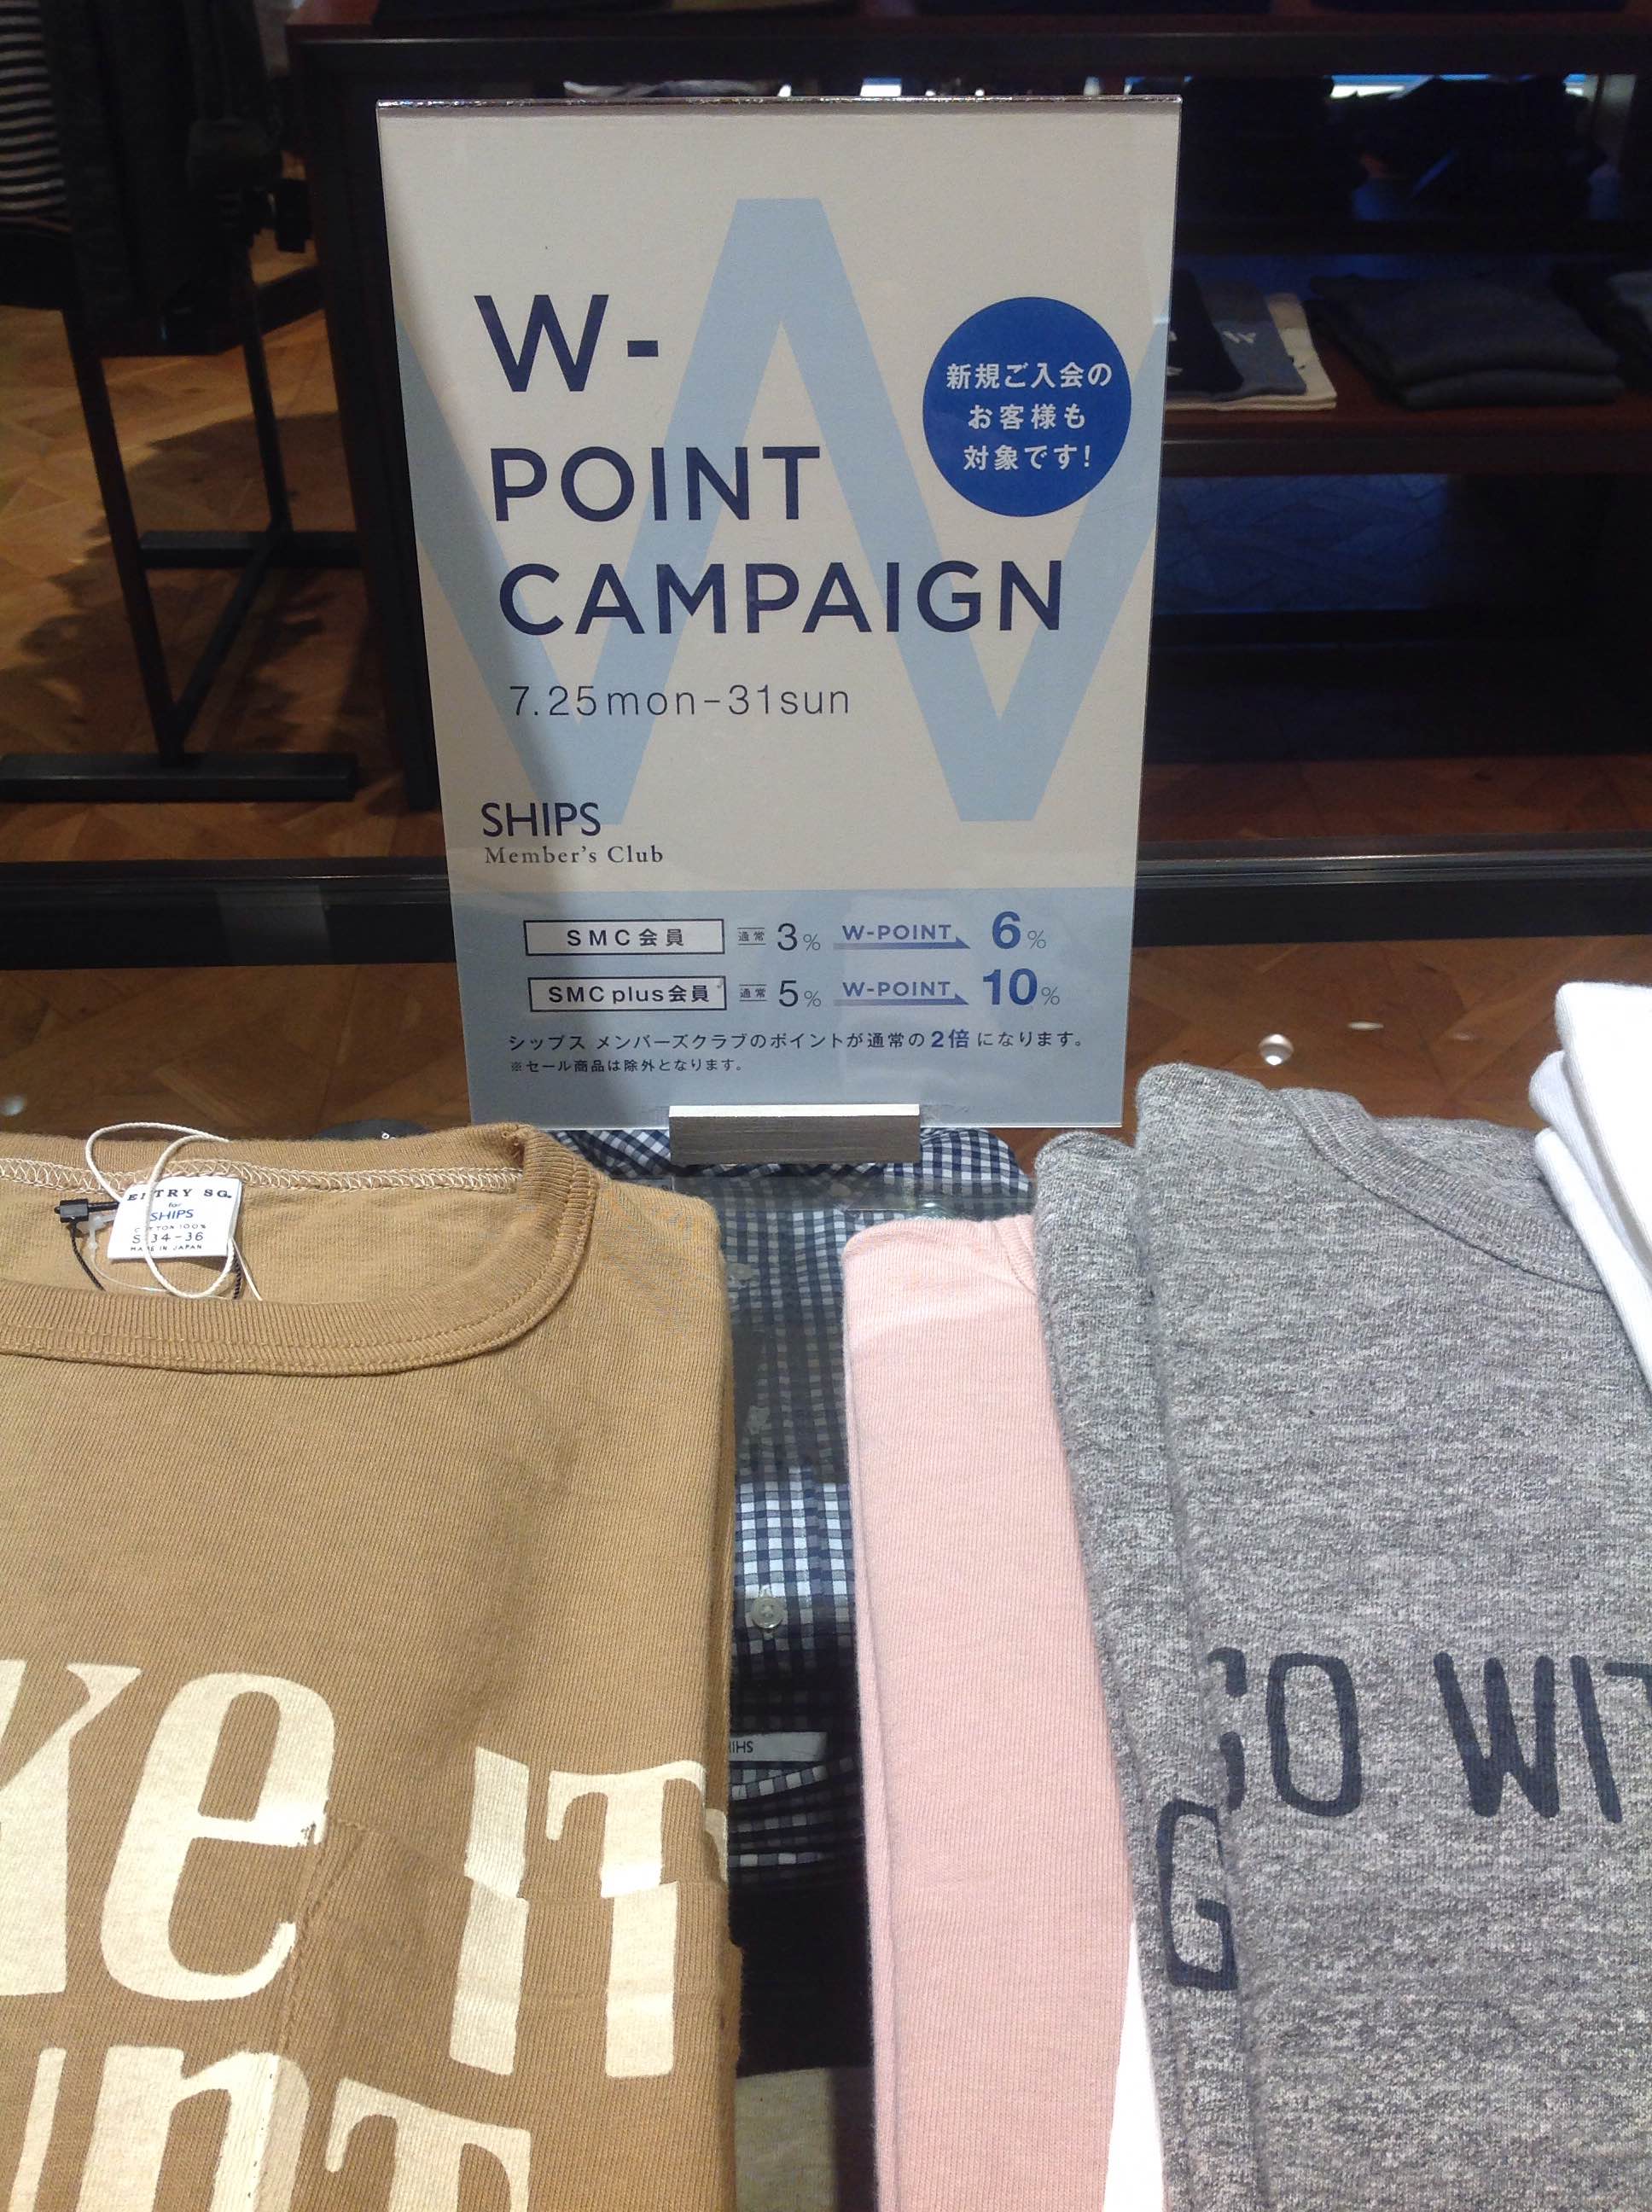 W-
POINT
CAMPAIGN
新規ご入会の
お客様も
対象です!
7.25mon-31sun
SHIPS
Member's Club
SMC会員 通常 3% W-POINT 6%
SMC plus会員 通常 5% W-POINT 10%
シップス メンバーズクラブのポイントが通常の2倍になります。
※セール商品は除外となります。
SG.
for
SHIPS
COTTON 100%
S 34-36
MADE IN JAPAN
IT
GO
G